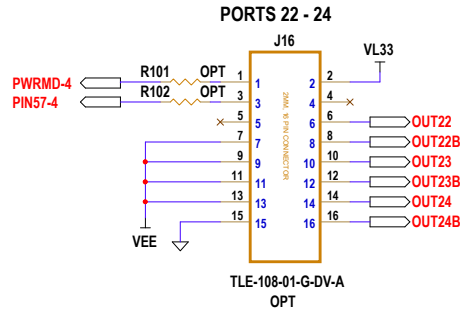 PORTS 22 - 24
J16
VL33
R101 OPT
PWRMD-4 1 1 2 2
R102 OPT
PIN57-4 3 3 4 4
5 5 6 6 OUT22
7 7 8 8 OUT22B
9 9 10 10 OUT23
11 11 12 12 OUT23B
13 13 14 14 OUT24
15 15 16 16 OUT24B
2MM, 16 PIN CONNECTOR
VEE
TLE-108-01-G-DV-A
OPT